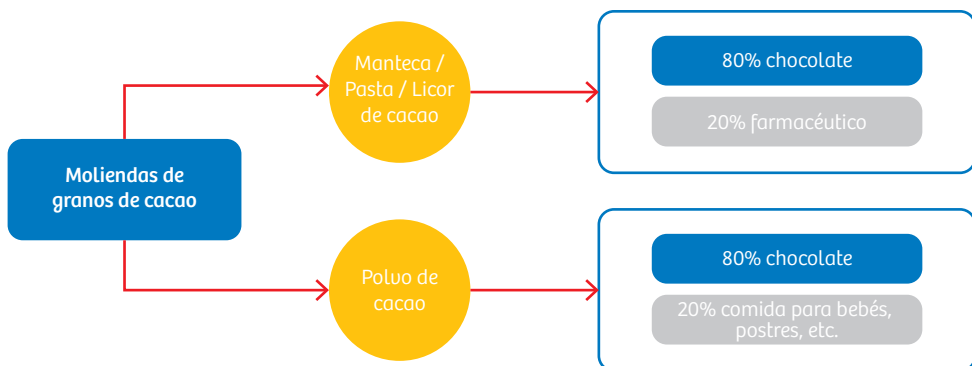 Moliendas de
granos de cacao
Manteca /
Pasta / Licor
de cacao
80% chocolate
20% farmacéutico
Polvo de
cacao
80% chocolate
20% comida para bebés,
postres, etc.